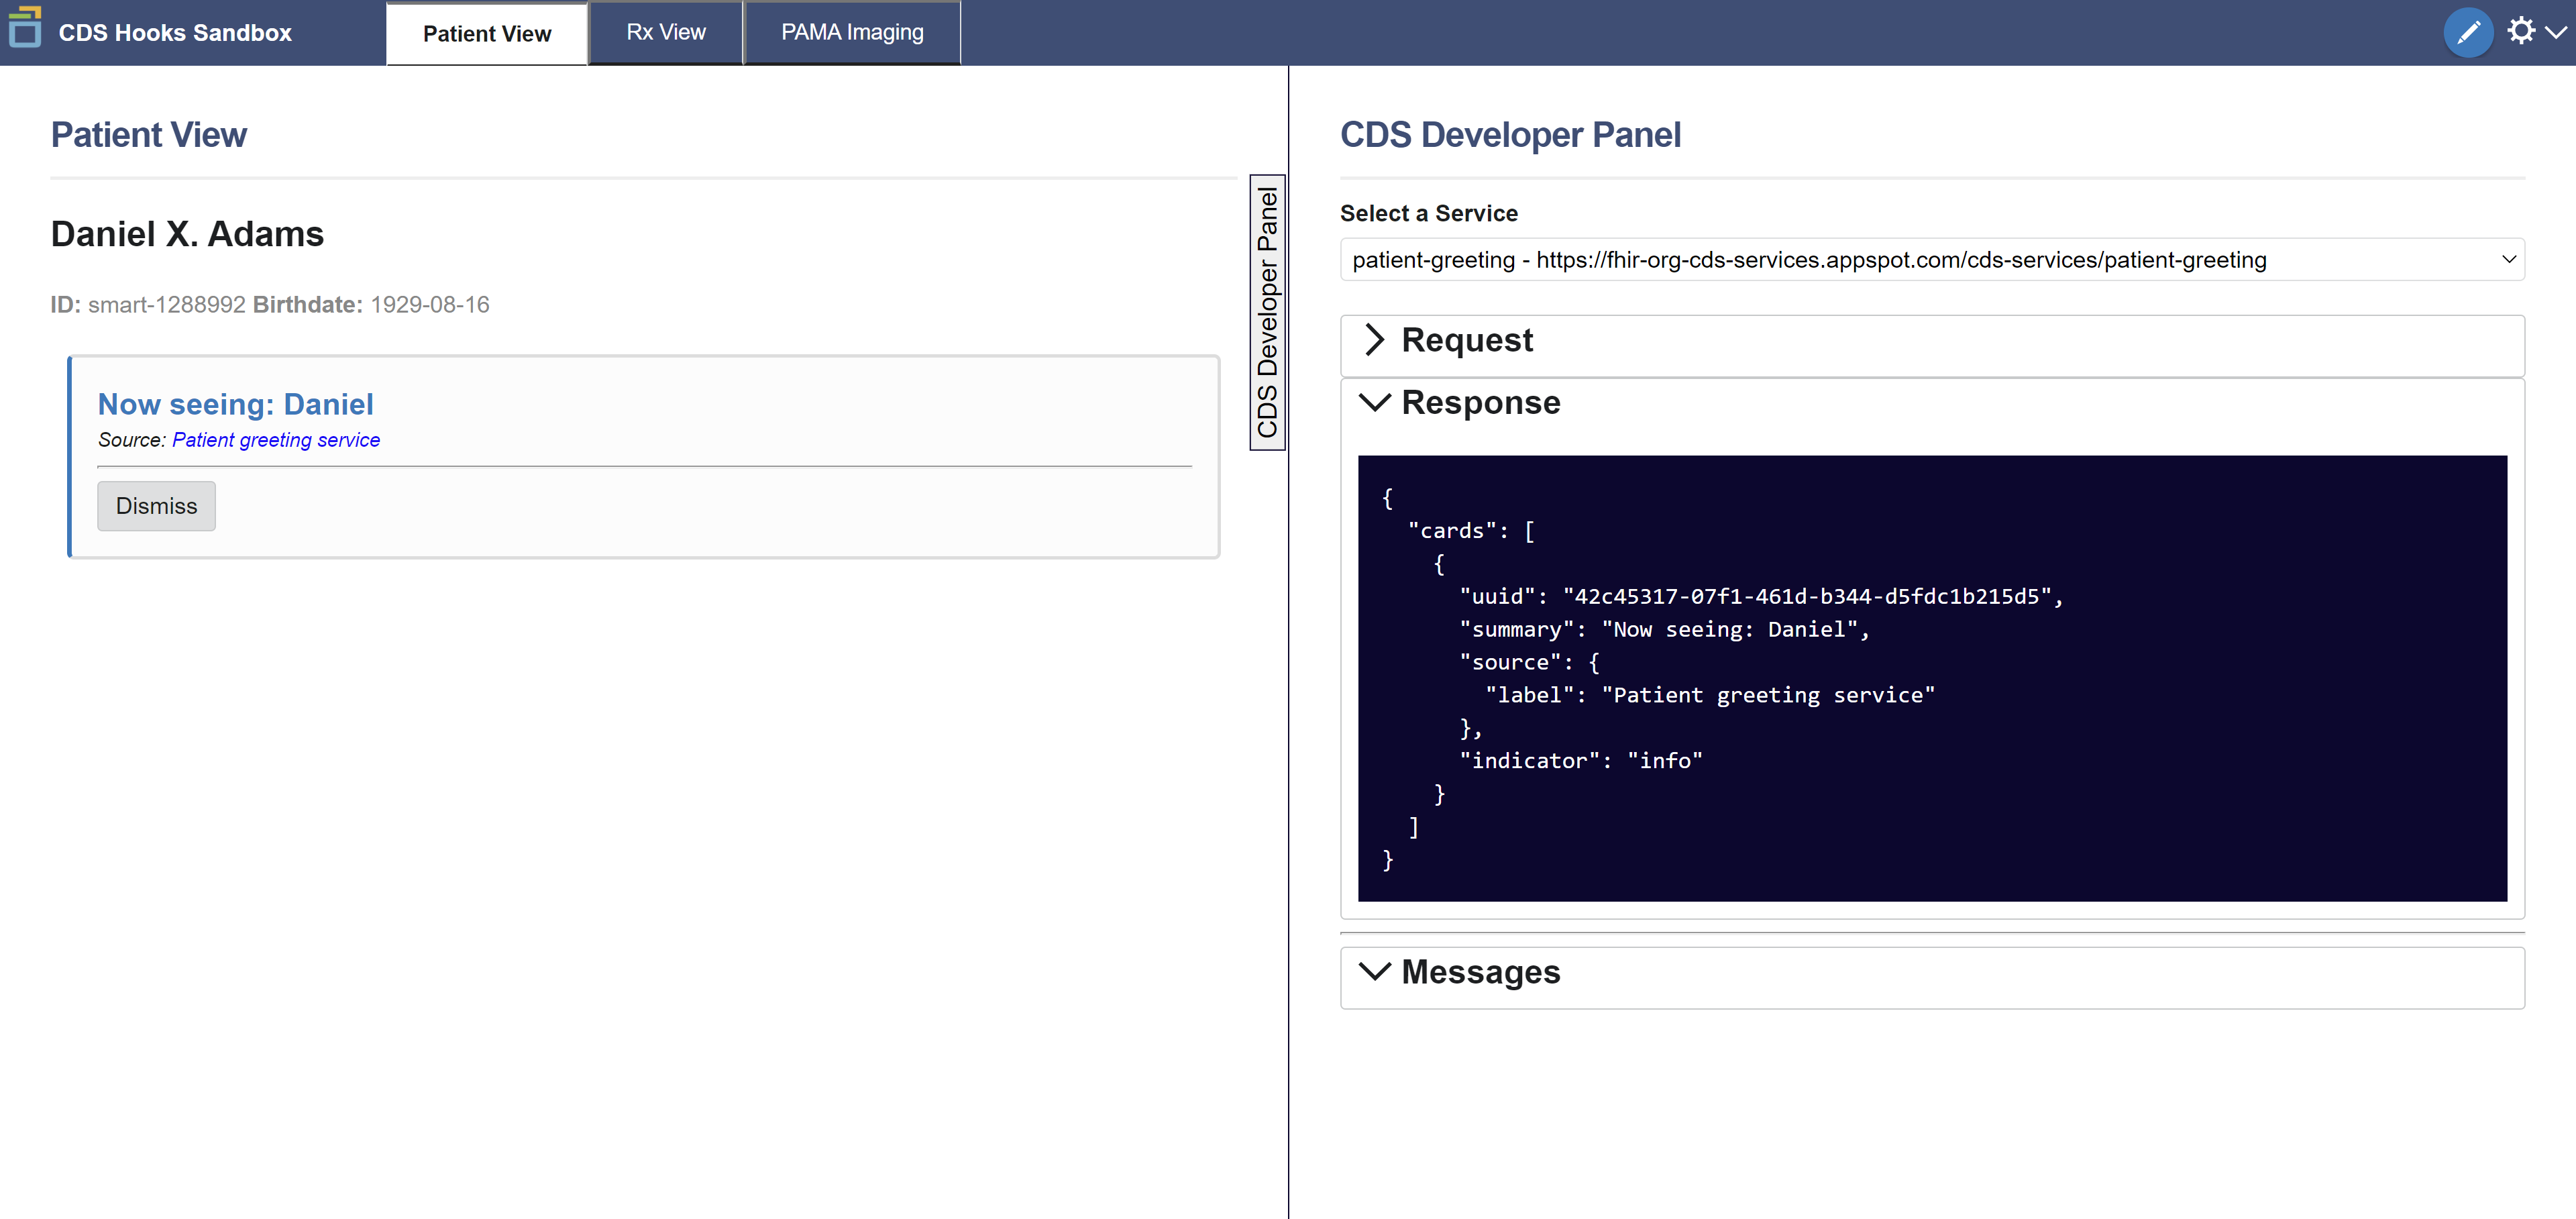 CDS Hooks Sandbox
Patient View
Rx View
PAMA Imaging
Patient View
Daniel X. Adams
ID: smart-1288992 Birthdate: 1929-08-16
Now seeing: Daniel
Source: Patient greeting service
Dismiss
CDS Developer Panel
CDS Developer Panel
Select a Service
patient-greeting - https://fhir-org-cds-services.appspot.com/cds-services/patient-greeting
Request
Response
{
  "cards": [
    {
      "uuid": "42c45317-07f1-461d-b344-d5fdc1b215d5",
      "summary": "Now seeing: Daniel",
      "source": {
        "label": "Patient greeting service"
      },
      "indicator": "info"
    }
  ]
}
Messages